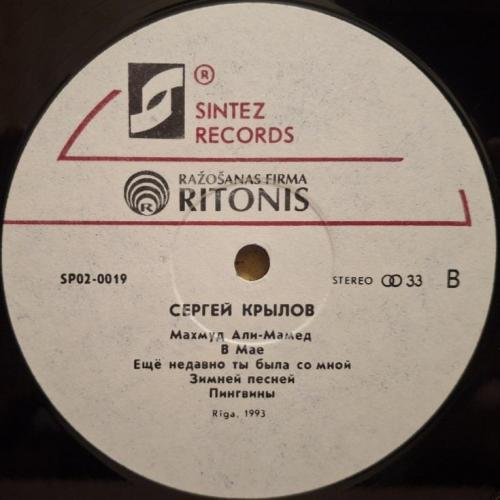 ®
SINTEZ
RECORDS
RAŽOŠANAS FIRMA
RITONIS
R
SP02-0019
STEREO 33 B
СЕРГЕЙ КРЫЛОВ
Махмуд Али-Мамед
В Мае
Ещё недавно ты была со мной
Зимней песней
Пингвины
Rīga, 1993